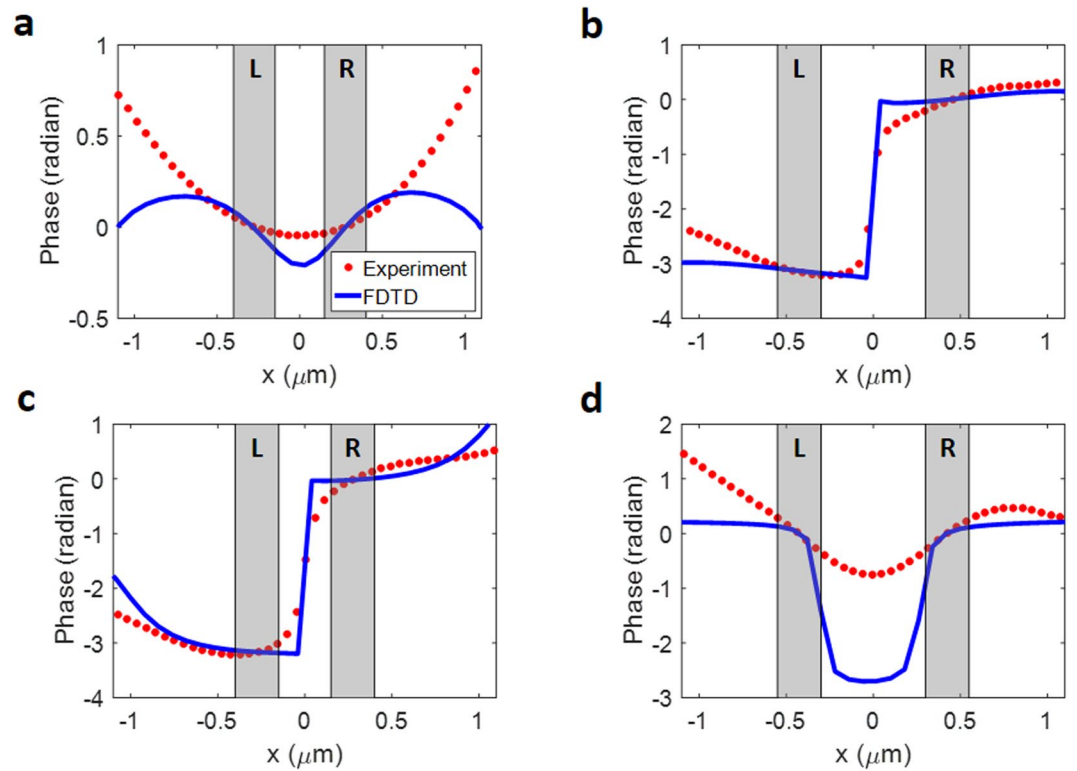 a
1
0.5
0
-0.5
Phase (radian)
L
R
Experiment
FDTD
-1
-0.5
0
0.5
1
x (μm)
b
0
-1
-2
-3
-4
Phase (radian)
L
R
-1
-0.5
0
0.5
1
x (μm)
c
1
0
-1
-2
-3
-4
Phase (radian)
L
R
-1
-0.5
0
0.5
1
x (μm)
d
2
1
0
-1
-2
-3
Phase (radian)
L
R
-1
-0.5
0
0.5
1
x (μm)